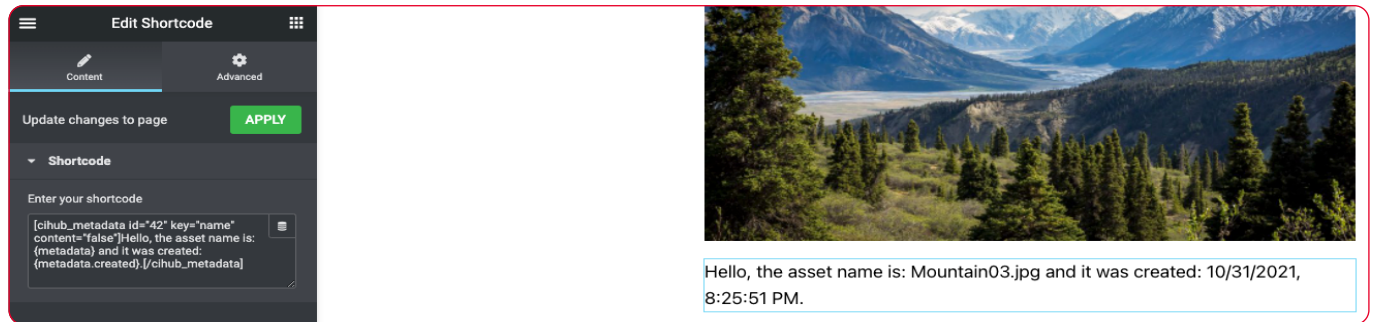 Edit Shortcode
Content
Advanced
Update changes to page
APPLY
Shortcode
Enter your shortcode
[cihub_metadata id="42" key="name"
content="false"]Hello, the asset name is:
{metadata} and it was created:
{metadata.created}.[/cihub_metadata]
Hello, the asset name is: Mountain03.jpg and it was created: 10/31/2021,
8:25:51 PM.